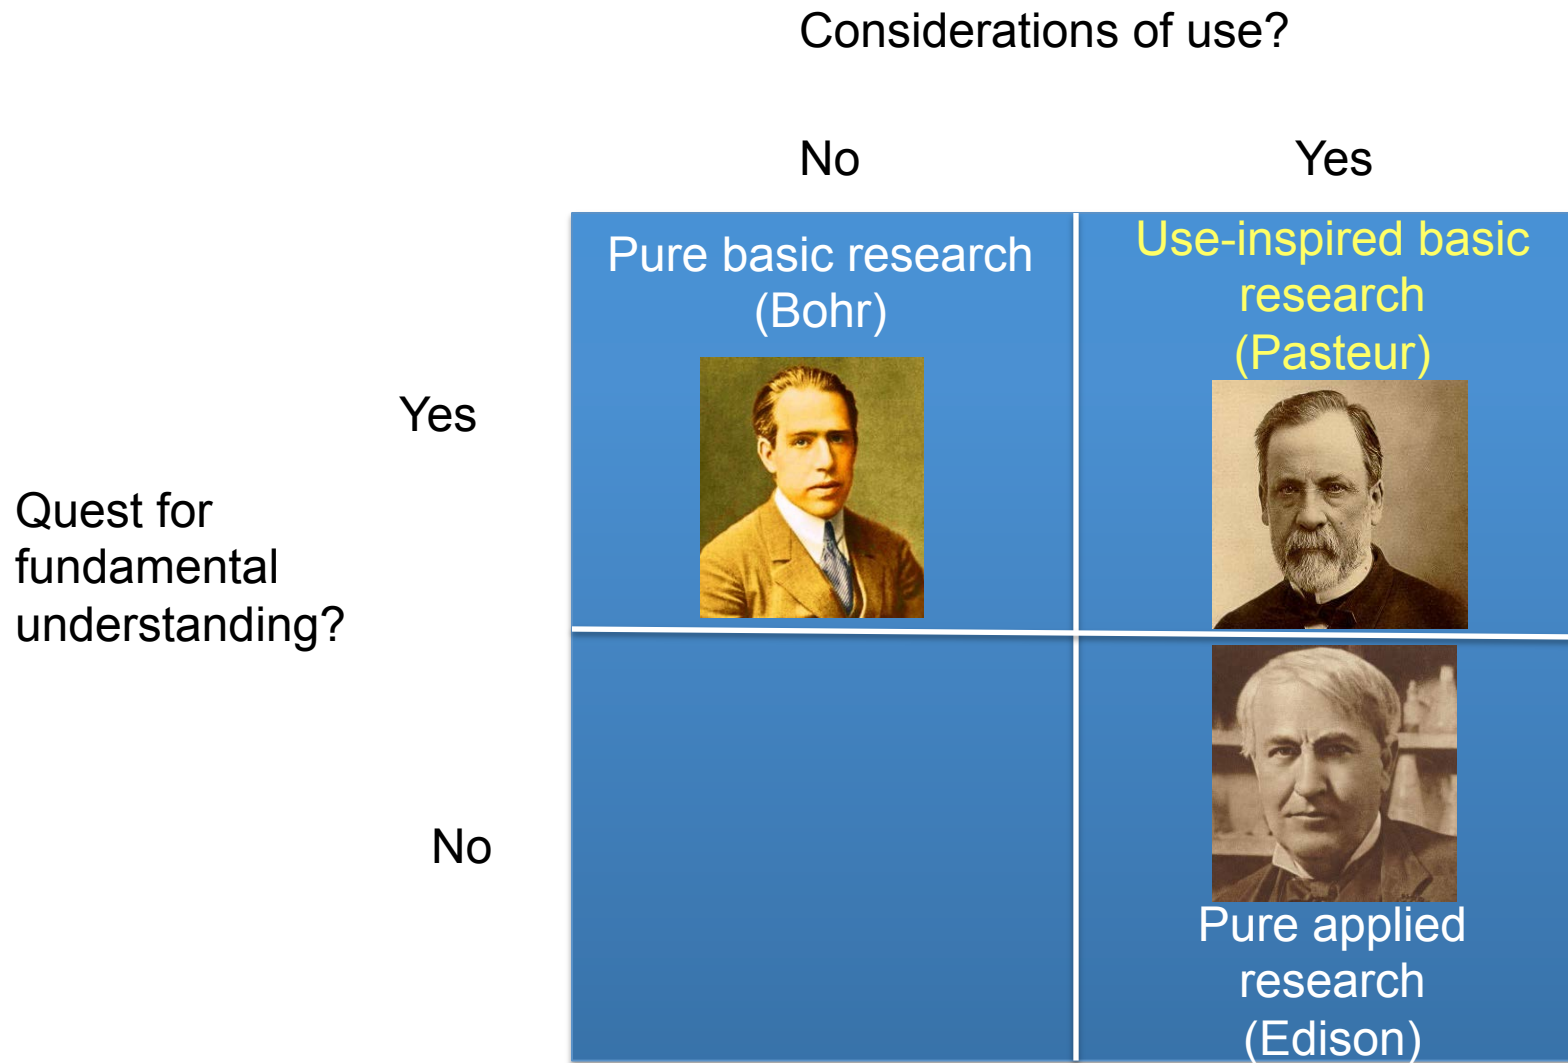 Considerations of use?
No
Yes
Pure basic research
(Bohr)
Use-inspired basic
research
(Pasteur)
Yes
Quest for
fundamental
understanding?
No
Pure applied
research
(Edison)